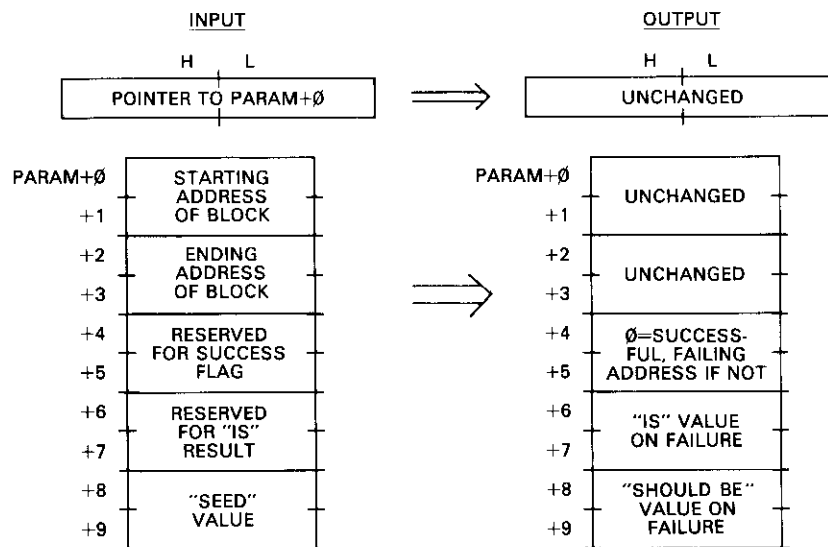 INPUT
H L
POINTER TO PARAM+Ø
PARAM+Ø
+1
STARTING
ADDRESS
OF BLOCK
+2
+3
ENDING
ADDRESS
OF BLOCK
+4
+5
RESERVED
FOR SUCCESS
FLAG
+6
+7
RESERVED
FOR "IS"
RESULT
+8
+9
"SEED"
VALUE
OUTPUT
H L
UNCHANGED
PARAM+Ø
+1
UNCHANGED
+2
+3
UNCHANGED
+4
+5
Ø=SUCCESS-
FUL, FAILING
ADDRESS IF NOT
+6
+7
"IS" VALUE
ON FAILURE
+8
+9
"SHOULD BE"
VALUE ON
FAILURE